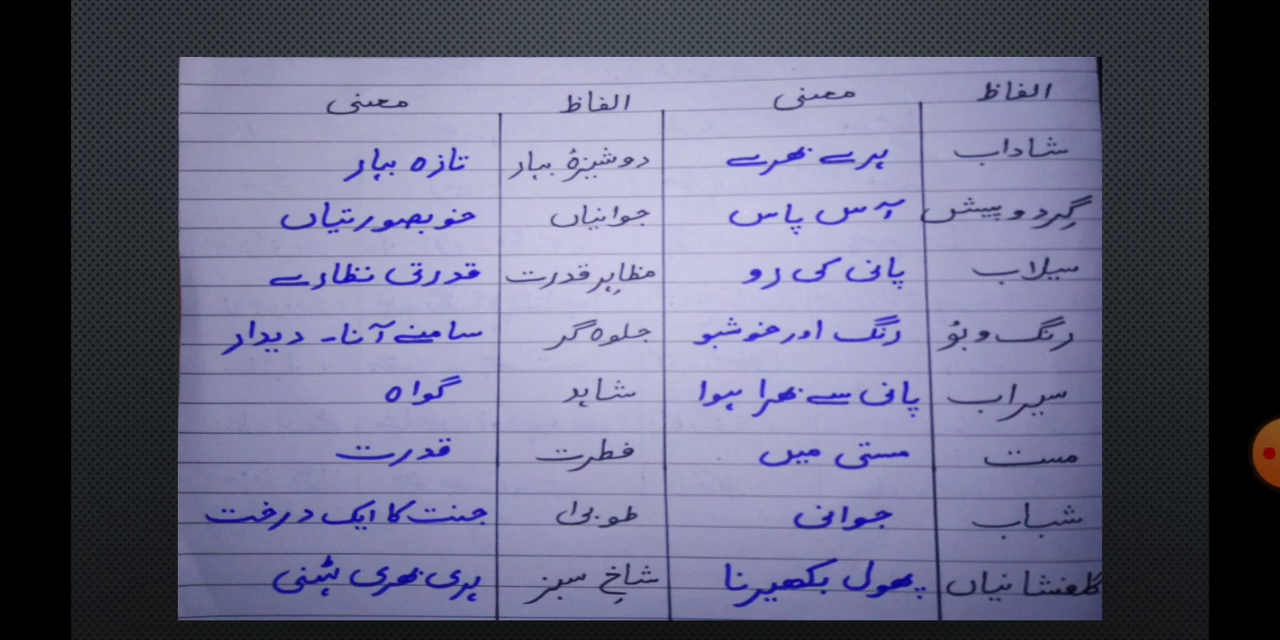 الفاظ معنی الفاظ معنی
شاداب ہرے بھرے دوشیزۂ بہار تازہ بہار
گِردوپیش آس پاس جوانیاں خوبصورتیاں
سیلاب پانی کی رو مظاہرِ قدرت قدرتی نظارے
رنگ و بُو رنگ اور خوشبو جلوہ گر سامنے آنا۔ دیدار
سیراب پانی سے بھرا ہوا شاہد گواہ
مست مستی میں فطرت قدرت
شباب جوانی طوبیٰ جنت کا ایک درخت
گلفشانیاں پھول بکھیرنا شاخِ سبز ہری بھری ٹہنی